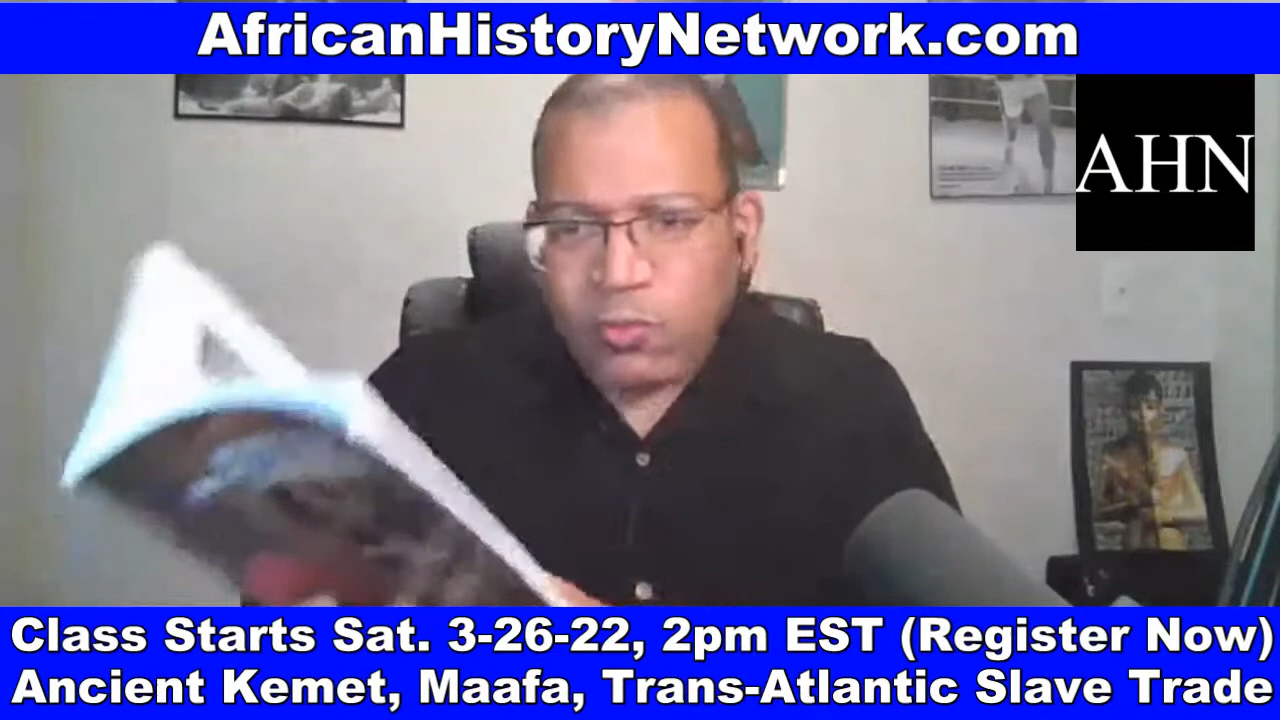 AfricanHistoryNetwork.com
AHN
Class Starts Sat. 3-26-22, 2pm EST (Register Now)
Ancient Kemet, Maafa, Trans-Atlantic Slave Trade